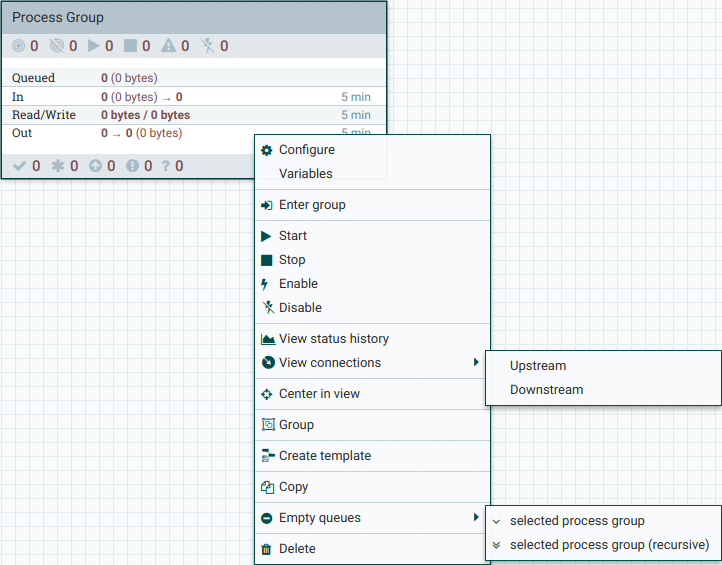 Process Group
0 0 0 0 0 0
Queued 0 (0 bytes)
In 0 (0 bytes) → 0 5 min
Read/Write 0 bytes / 0 bytes 5 min
Out 0 → 0 (0 bytes) 5 min
0 0 0 0 ? 0
Configure
Variables
Enter group
Start
Stop
Enable
Disable
View status history
View connections
Upstream
Downstream
Center in view
Group
Create template
Copy
Empty queues
selected process group
selected process group (recursive)
Delete